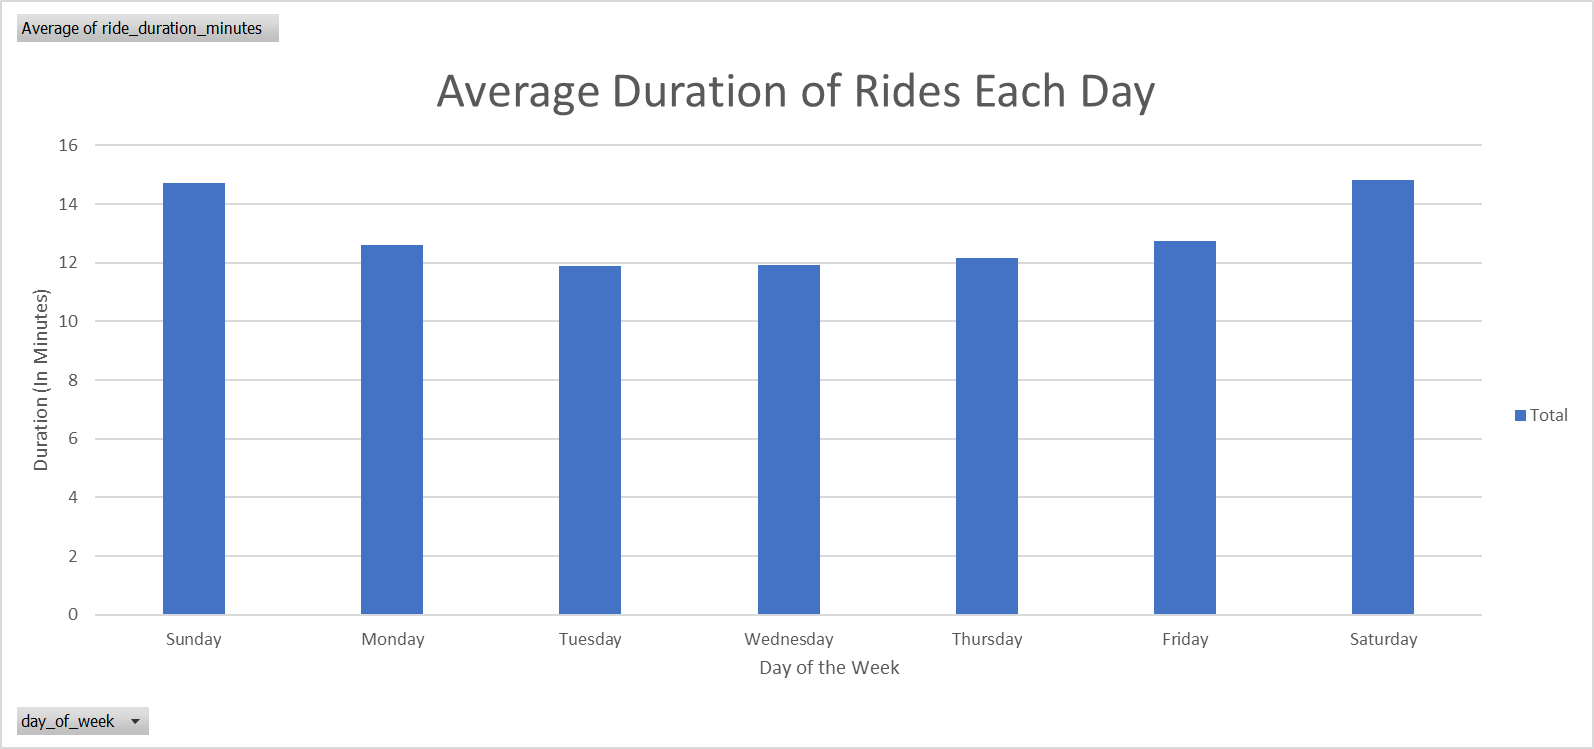 Average of ride_duration_minutes
Average Duration of Rides Each Day
16
14
12
10
8
6
4
2
0
Duration (In Minutes)
Sunday Monday Tuesday Wednesday Thursday Friday Saturday
Day of the Week
Total
day_of_week